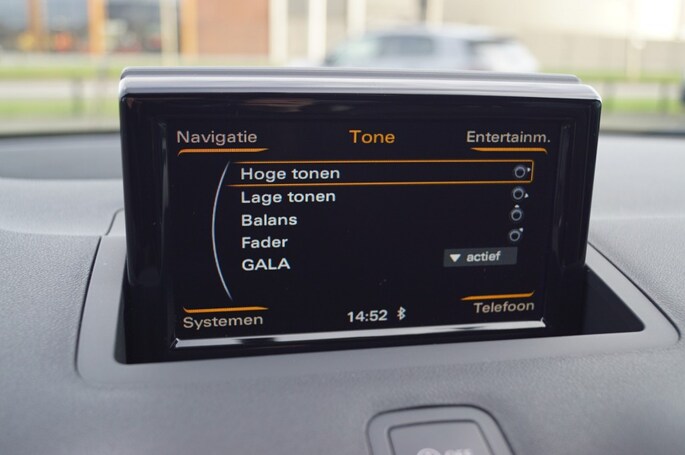 Navigatie Tone Entertainm.
Hoge tonen
Lage tonen
Balans
Fader
GALA actief
Systemen 14:52 Telefoon